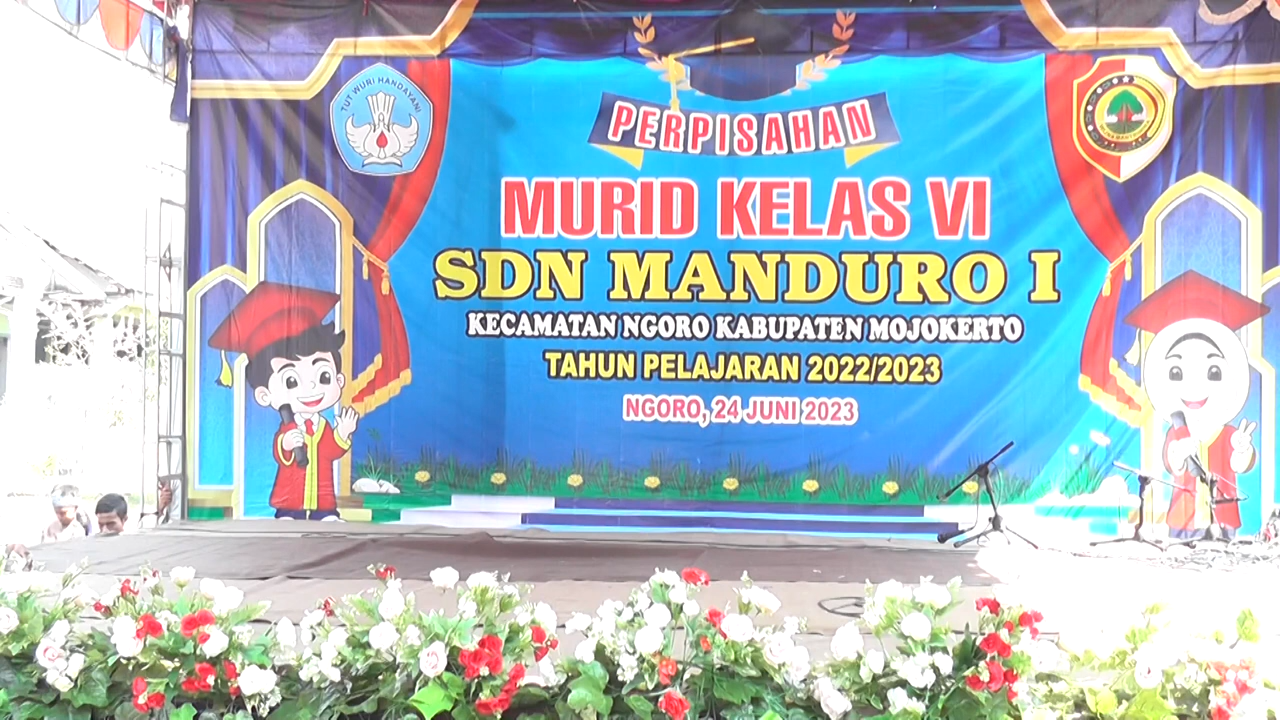 TUT WURI HANDAYANI
PERPISAHAN
MURID KELAS VI
SDN MANDURO I
KECAMATAN NGORO KABUPATEN MOJOKERTO
TAHUN PELAJARAN 2022/2023
NGORO, 24 JUNI 2023